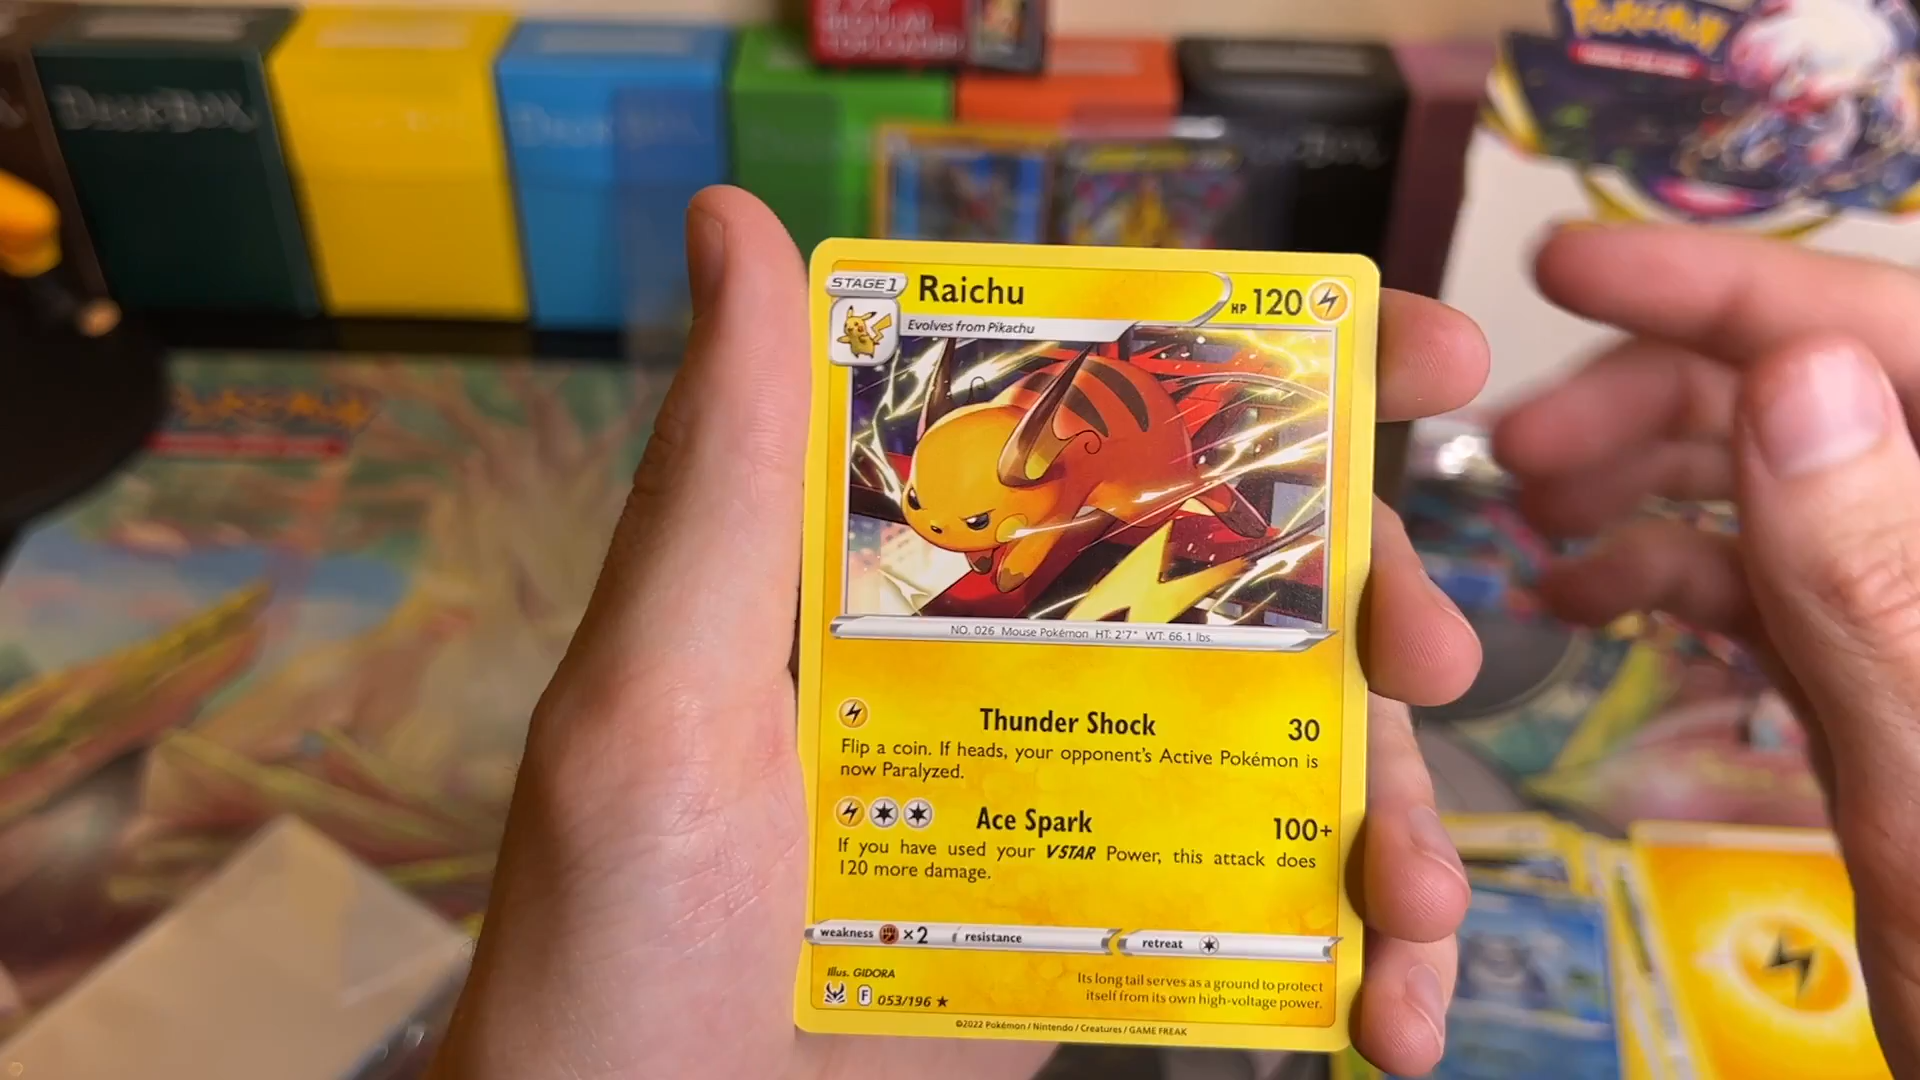 DeckBox
DeckBox
Pokémon
STAGE 1
Raichu
HP 120
Evolves from Pikachu
NO. 026 Mouse Pokémon HT: 2'7" WT: 66.1 lbs.
Thunder Shock 30
Flip a coin. If heads, your opponent's Active Pokémon is
now Paralyzed.
Ace Spark 100+
If you have used your VSTAR Power, this attack does
120 more damage.
weakness ×2 resistance retreat
Illus. GIDORA
Its long tail serves as a ground to protect
itself from its own high-voltage power.
F 053/196 ★
©2022 Pokémon / Nintendo / Creatures / GAME FREAK